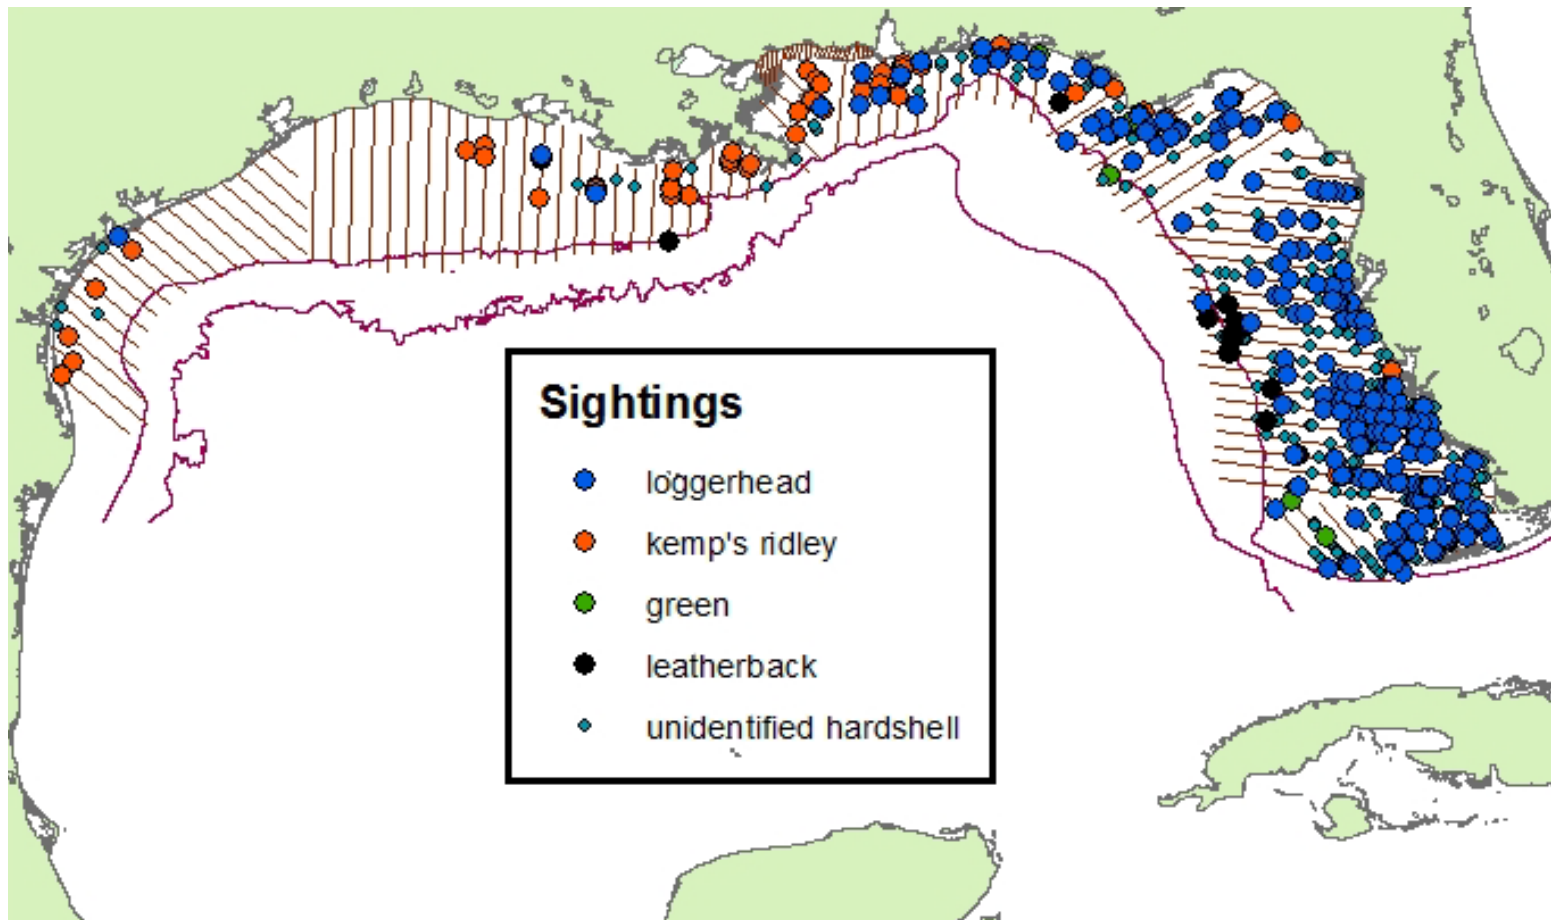 Sightings
loggerhead
kemp's ridley
green
leatherback
unidentified hardshell